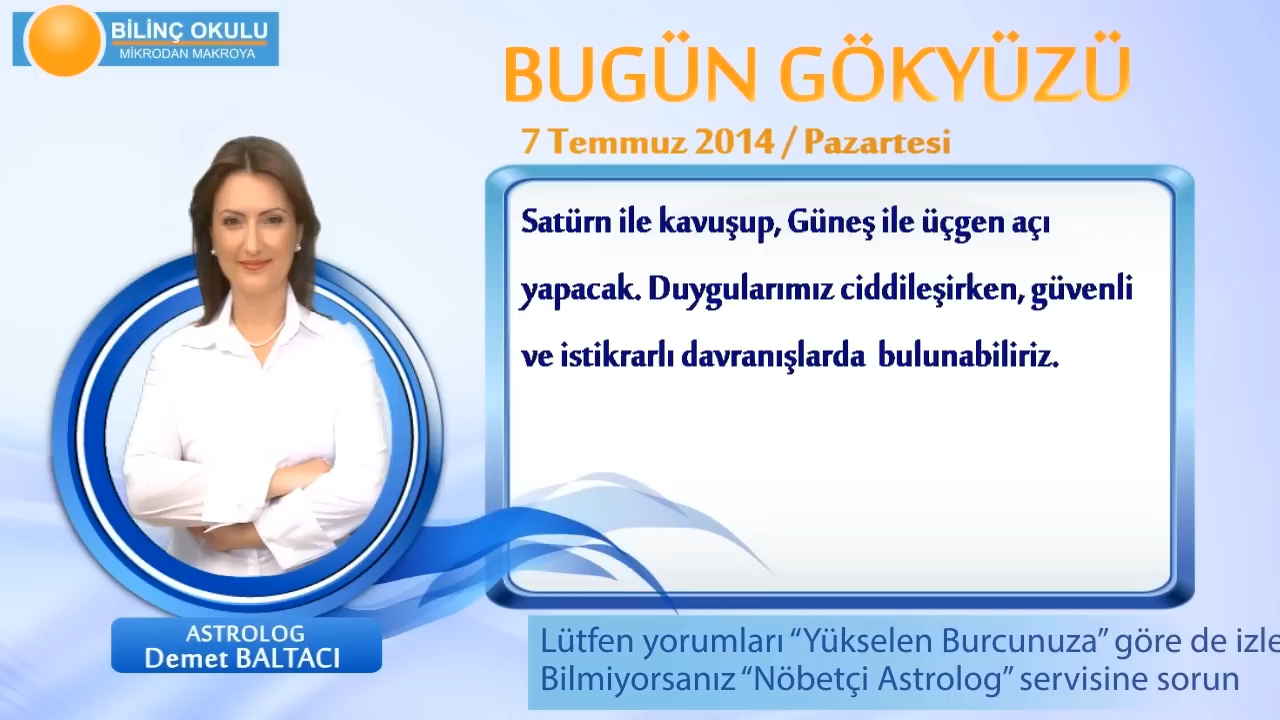 BİLİNÇ OKULU
MİKRODAN MAKROYA
BUGÜN GÖKYÜZÜ
7 Temmuz 2014 / Pazartesi
Satürn ile kavuşup, Güneş ile üçgen açı
yapacak. Duygularımız ciddileşirken, güvenli
ve istikrarlı davranışlarda bulunabiliriz.
ASTROLOG
Demet BALTACI
Lütfen yorumları “Yükselen Burcunuza” göre de izle
Bilmiyorsanız “Nöbetçi Astrolog” servisine sorun